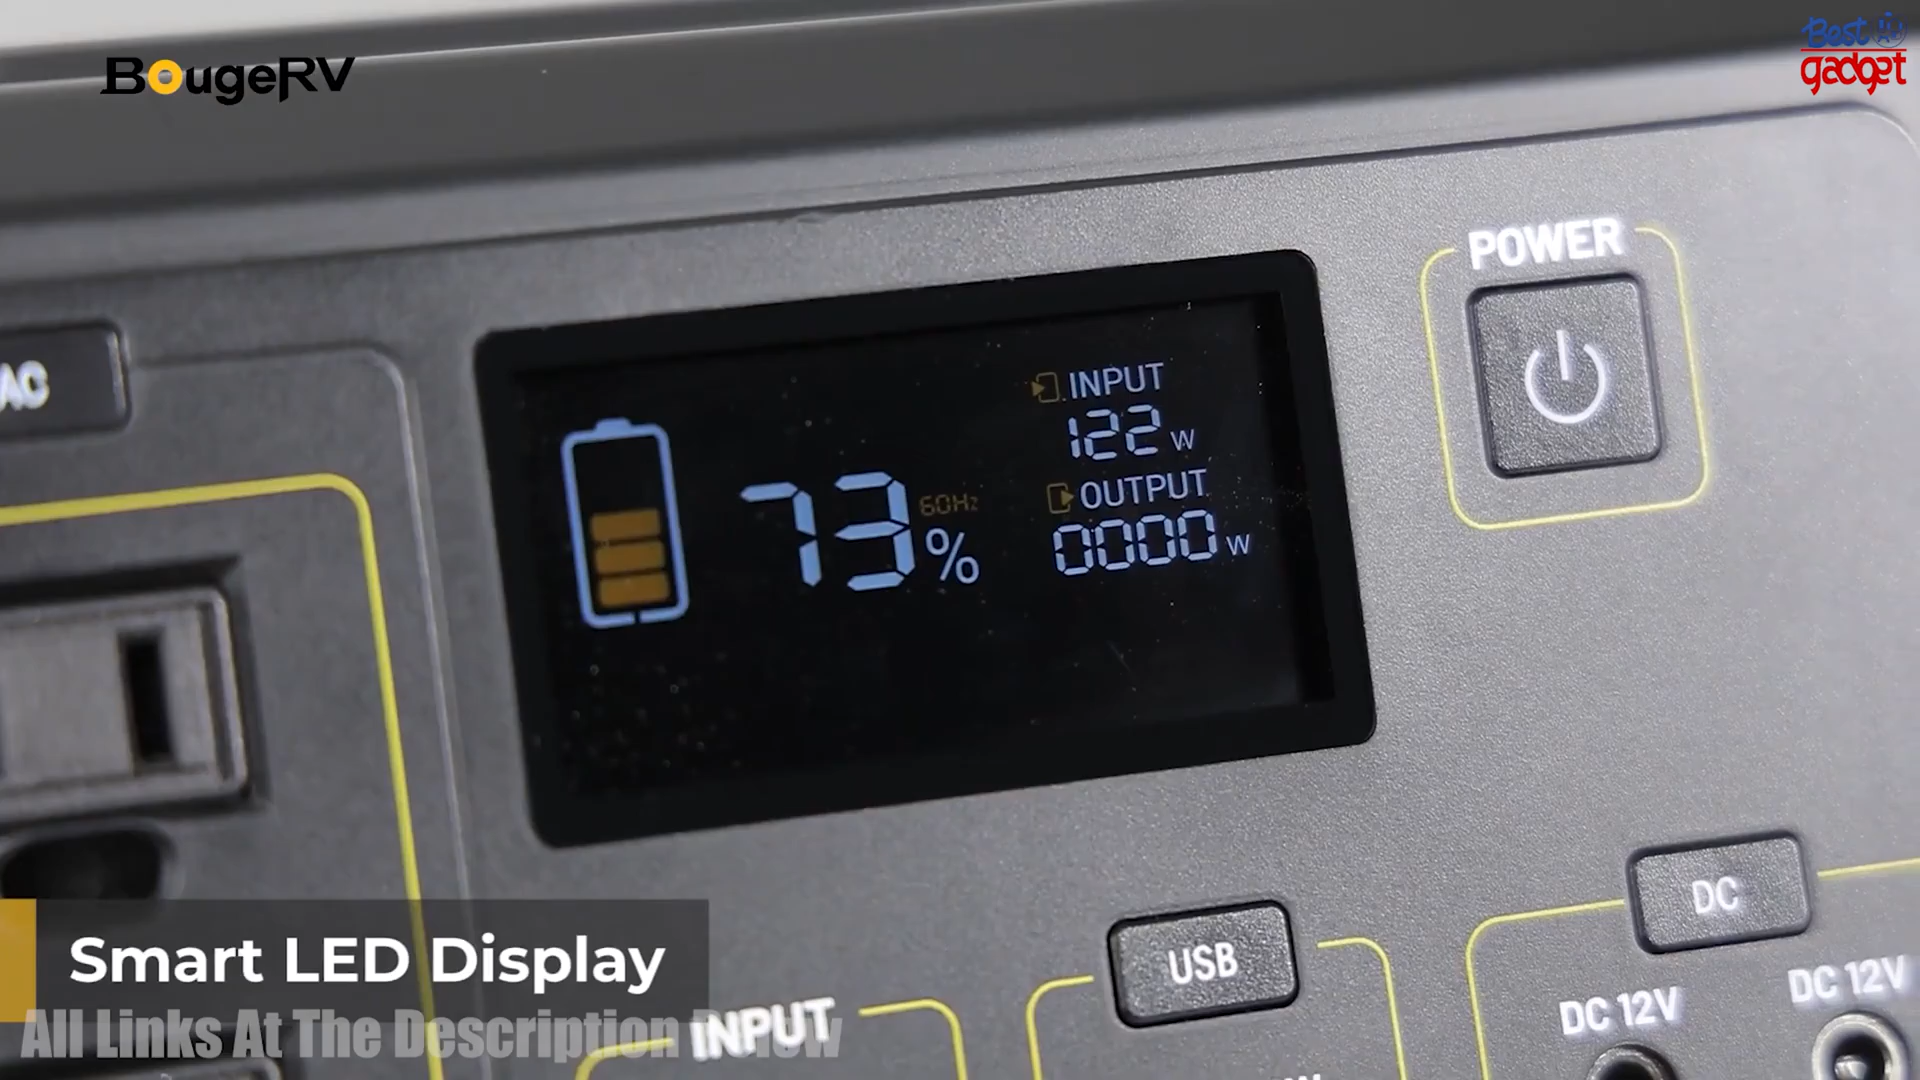 BougeRV
Best
gadget
POWER
AC
INPUT
122 W
OUTPUT
0000 W
60Hz
73%
DC
USB
Smart LED Display
DC 12V
DC 12V
INPUT
All Links At The Description